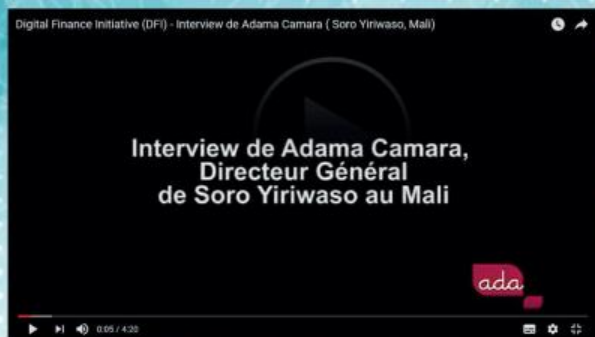 Digital Finance Initiative (DFI) - Interview de Adama Camara ( Soro Yiriwaso, Mali)
Interview de Adama Camara,
Directeur Général
de Soro Yiriwaso au Mali
ada
0:05 / 4:20